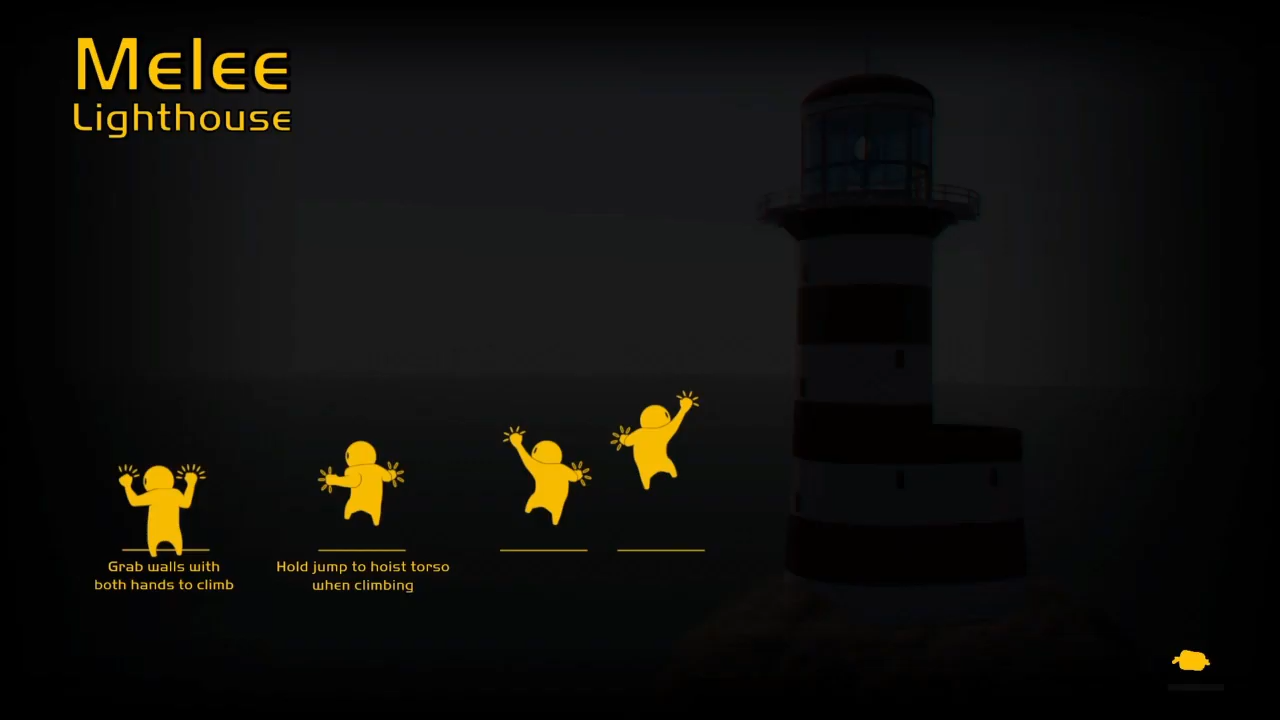 Melee
Lighthouse
Grab walls with
both hands to climb
Hold jump to hoist torso
when climbing